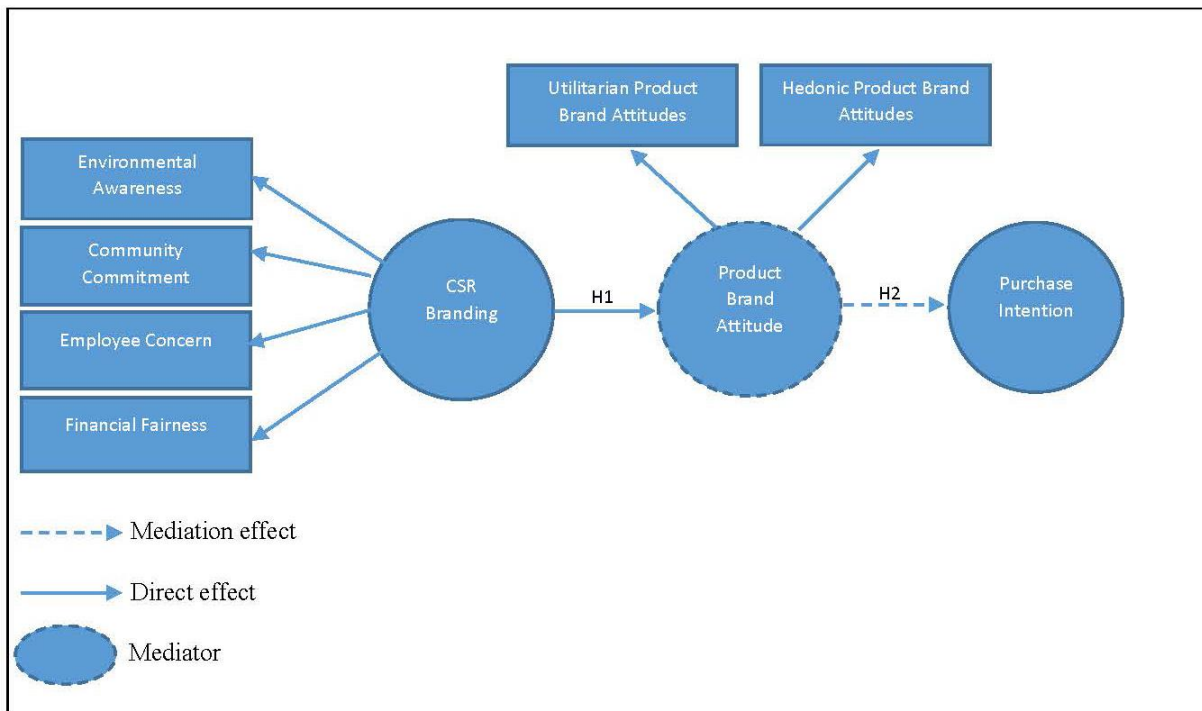 Utilitarian Product
Brand Attitudes
Hedonic Product Brand
Attitudes
Environmental
Awareness
Community
Commitment
Employee Concern
Financial Fairness
CSR
Branding
H1
Product
Brand
Attitude
H2
Purchase
Intention
Mediation effect
Direct effect
Mediator